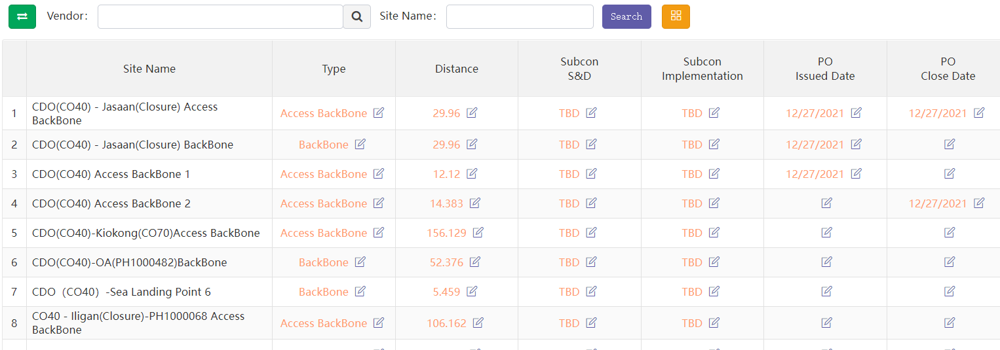 Vendor: Site Name: Search
Site Name Type Distance Subcon S&D Subcon Implementation PO Issued Date PO Close Date
1 CDO(CO40) - Jasaan(Closure) Access BackBone Access BackBone 29.96 TBD TBD 12/27/2021 12/27/2021
2 CDO(CO40) - Jasaan(Closure) BackBone BackBone 29.96 TBD TBD 12/27/2021
3 CDO(CO40) Access BackBone 1 Access BackBone 12.12 TBD TBD 12/27/2021
4 CDO(CO40) Access BackBone 2 Access BackBone 14.383 TBD TBD 12/27/2021
5 CDO(CO40)-Kiokong(CO70)Access BackBone Access BackBone 156.129 TBD TBD
6 CDO(CO40)-OA(PH1000482)BackBone BackBone 52.376 TBD TBD
7 CDO（CO40）-Sea Landing Point 6 BackBone 5.459 TBD TBD
8 CO40 - Iligan(Closure)-PH1000068 Access BackBone Access BackBone 106.162 TBD TBD